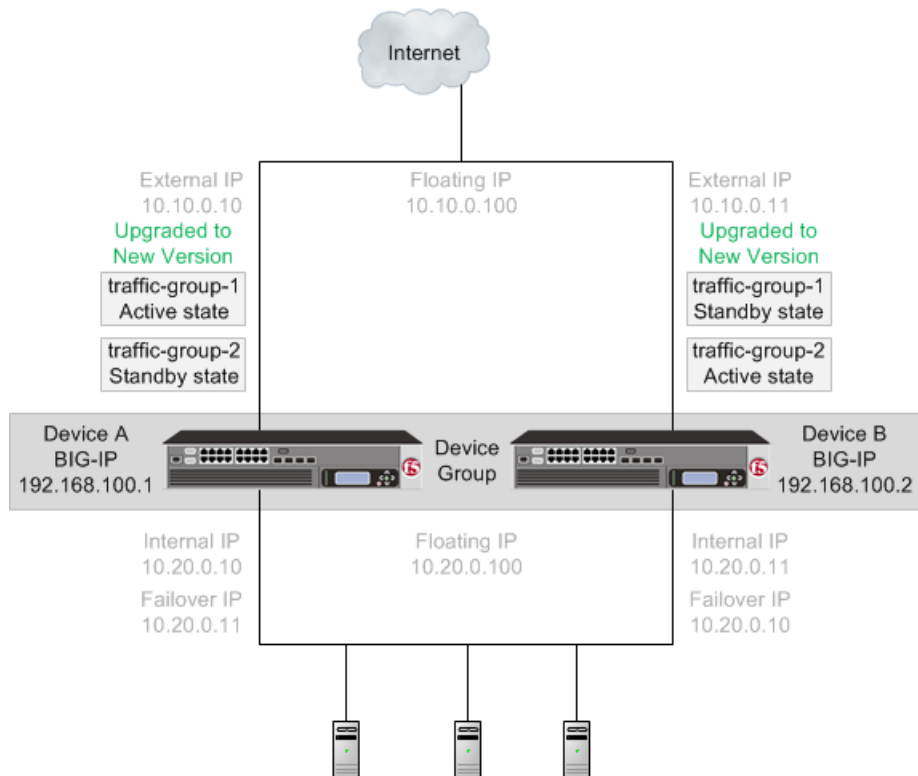 Internet
External IP
10.10.0.10
Floating IP
10.10.0.100
External IP
10.10.0.11
Upgraded to
New Version
Upgraded to
New Version
traffic-group-1
Active state
traffic-group-1
Standby state
traffic-group-2
Standby state
traffic-group-2
Active state
Device A
BIG-IP
192.168.100.1
f5
Device
Group
f5
Device B
BIG-IP
192.168.100.2
Internal IP
10.20.0.10
Floating IP
10.20.0.100
Internal IP
10.20.0.11
Failover IP
10.20.0.11
Failover IP
10.20.0.10